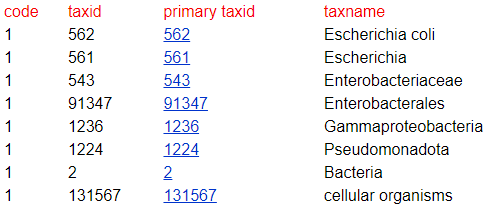 code taxid primary taxid taxname
1 562 562 Escherichia coli
1 561 561 Escherichia
1 543 543 Enterobacteriaceae
1 91347 91347 Enterobacterales
1 1236 1236 Gammaproteobacteria
1 1224 1224 Pseudomonadota
1 2 2 Bacteria
1 131567 131567 cellular organisms